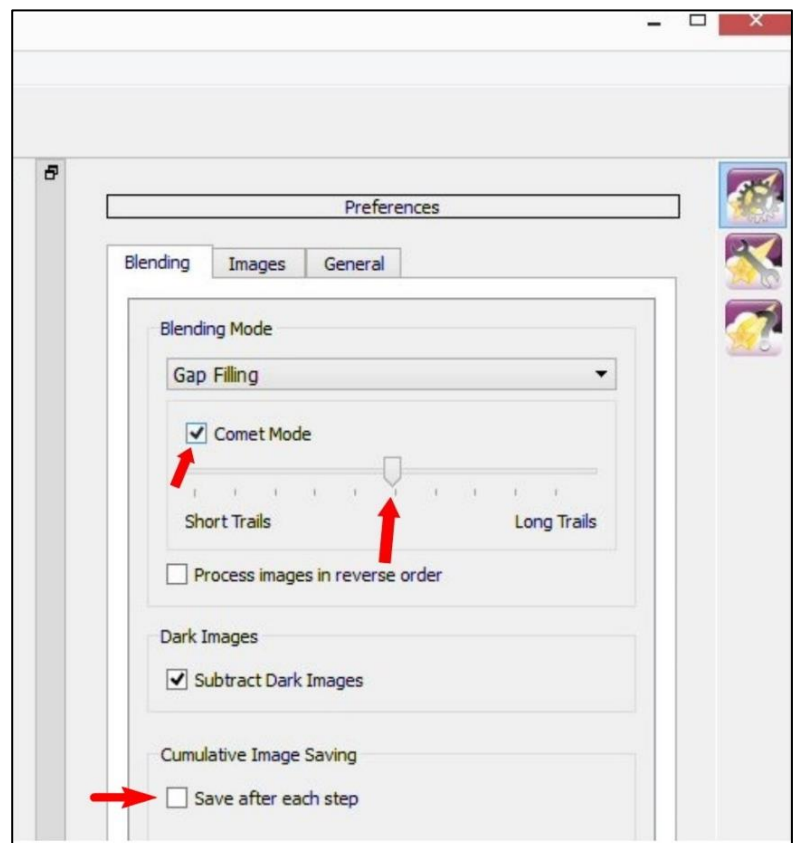 Preferences
Blending Images General
Blending Mode
Gap Filling
Comet Mode
Short Trails Long Trails
Process images in reverse order
Dark Images
Subtract Dark Images
Cumulative Image Saving
Save after each step